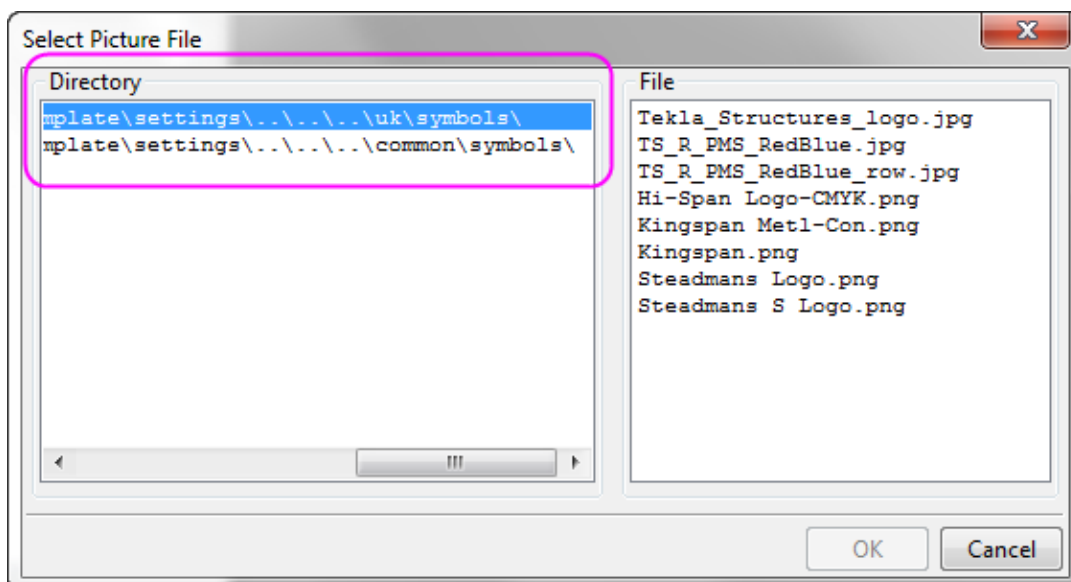 Select Picture File
Directory
mplate\settings\..\..\..\uk\symbols\
mplate\settings\..\..\..\common\symbols\
File
Tekla_Structures_logo.jpg
TS_R_PMS_RedBlue.jpg
TS_R_PMS_RedBlue_row.jpg
Hi-Span Logo-CMYK.png
Kingspan Metl-Con.png
Kingspan.png
Steadmans Logo.png
Steadmans S Logo.png
OK
Cancel